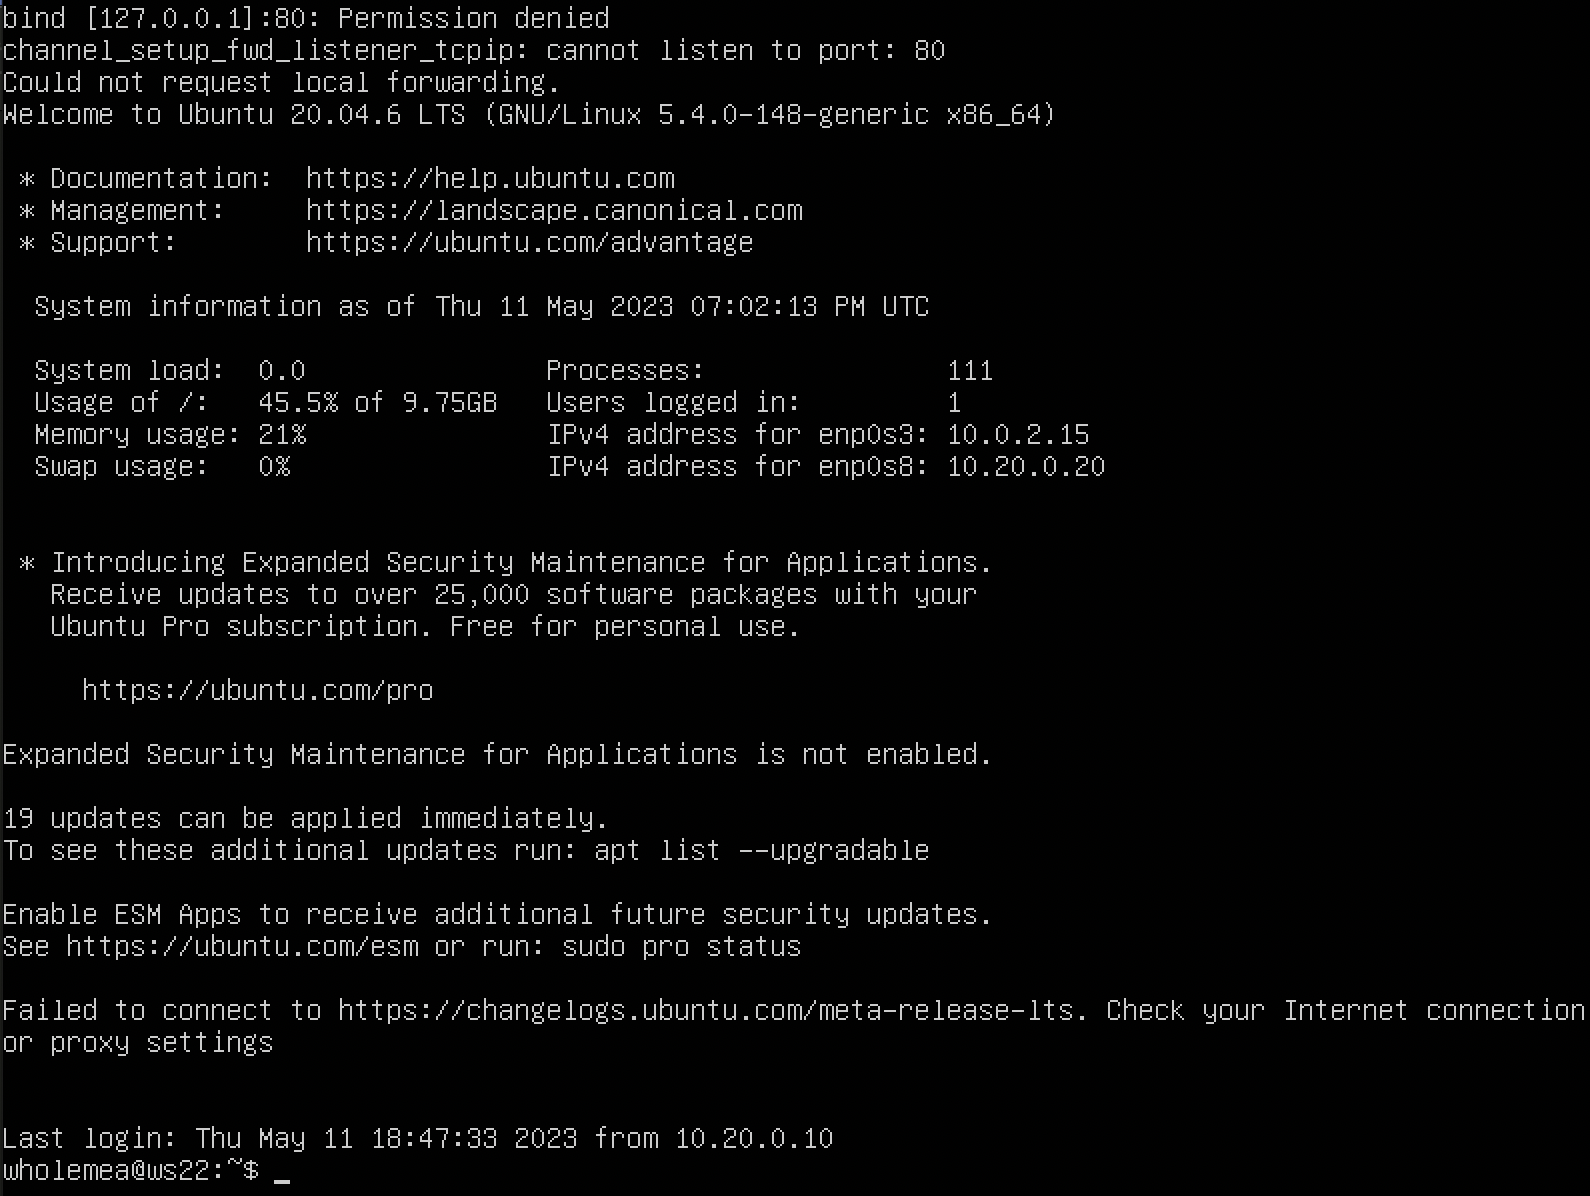 bind [127.0.0.1]:80: Permission denied
channel_setup_fwd_listener_tcpip: cannot listen to port: 80
Could not request local forwarding.
Welcome to Ubuntu 20.04.6 LTS (GNU/Linux 5.4.0-148-generic x86_64)

 * Documentation:  https://help.ubuntu.com
 * Management:     https://landscape.canonical.com
 * Support:        https://ubuntu.com/advantage

  System information as of Thu 11 May 2023 07:02:13 PM UTC

  System load:  0.0               Processes:               111
  Usage of /:   45.5% of 9.75GB   Users logged in:         1
  Memory usage: 21%               IPv4 address for enp0s3: 10.0.2.15
  Swap usage:   0%                IPv4 address for enp0s8: 10.20.0.20


 * Introducing Expanded Security Maintenance for Applications.
   Receive updates to over 25,000 software packages with your
   Ubuntu Pro subscription. Free for personal use.

     https://ubuntu.com/pro

Expanded Security Maintenance for Applications is not enabled.

19 updates can be applied immediately.
To see these additional updates run: apt list --upgradable

Enable ESM Apps to receive additional future security updates.
See https://ubuntu.com/esm or run: sudo pro status

Failed to connect to https://changelogs.ubuntu.com/meta-release-lts. Check your Internet connection
or proxy settings


Last login: Thu May 11 18:47:33 2023 from 10.20.0.10
wholemea@ws22:~$ _